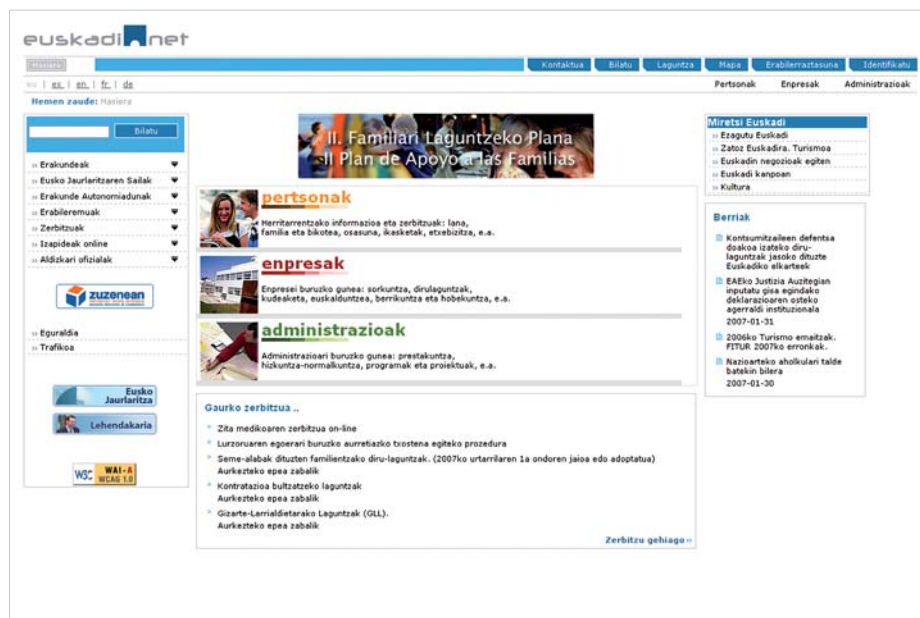 euskadi.net
Hasiera
Kontaktua Bilatu Laguntza Mapa Erabilerraztasuna Identifikatu
eu | es | en | fr | de
Pertsonak Enpresak Administrazioak
Hemen zaude: Hasiera
Bilatu
Erakundeak
Eusko Jaurlaritzaren Sailak
Erakunde Autonomiadunak
Erabileremuak
Zerbitzuak
Izapideak online
Aldizkari ofizialak
zuzenean
Eguraldia
Trafikoa
Eusko
Jaurlaritza
Lehendakaria
W3C WAI-A
WCAG 1.0
II. Familiari Laguntzeko Plana
II Plan de Apoyo a las Familias
pertsonak
Herritarrentzako informazioa eta zerbitzuak: lana,
familia eta bikotea, osasuna, ikasketak, etxebizitza, e.a.
enpresak
Enpresei buruzko gunea: sorkuntza, dirulaguntzak,
kudeaketa, euskalduntzea, berrikuntza eta hobekuntza, e.a.
administrazioak
Administrazioari buruzko gunea: prestakuntza,
hizkuntza-normalkuntza, programak eta proiektuak, e.a.
Gaurko zerbitzua ..
Zita medikoaren zerbitzua on-line
Lurzoruaren egoerari buruzko aurretiazko txostena egiteko prozedura
Seme-alabak dituzten familientzako diru-laguntzak. (2007ko urtarrilaren 1a ondoren jaioa edo adoptatua)
Aurkezteko epea zabalik
Kontratazioa bultzatzeko laguntzak
Aurkezteko epea zabalik
Gizarte-Larrialdietarako Laguntzak (GLL).
Aurkezteko epea zabalik
Zerbitzu gehiago »
Miretsi Euskadi
Ezagutu Euskadi
Zatoz Euskadira. Turismoa
Euskadin negozioak egiten
Euskadi kanpoan
Kultura
Berriak
Kontsumitzaileen defentsa
doakoa izateko diru-
laguntzak jasoko dituzte
Euskadiko elkarteek
EAEko Justizia Auzitegian
inputatu gisa egindako
deklarazioaren osteko
agerraldi instituzionala
2007-01-31
2006ko Turismo emaitzak.
FITUR 2007ko erronkak.
Nazioarteko aholkulari talde
batekin bilera
2007-01-30